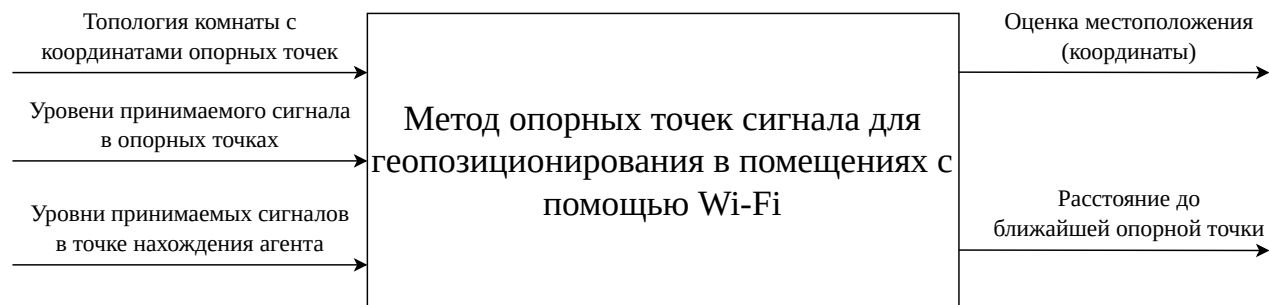 Топология комнаты с
координатами опорных точек
Уровени принимаемого сигнала
в опорных точках
Уровни принимаемых сигналов
в точке нахождения агента
Метод опорных точек сигнала для
геопозиционирования в помещениях с
помощью Wi-Fi
Оценка местоположения
(координаты)
Расстояние до
ближайшей опорной точки